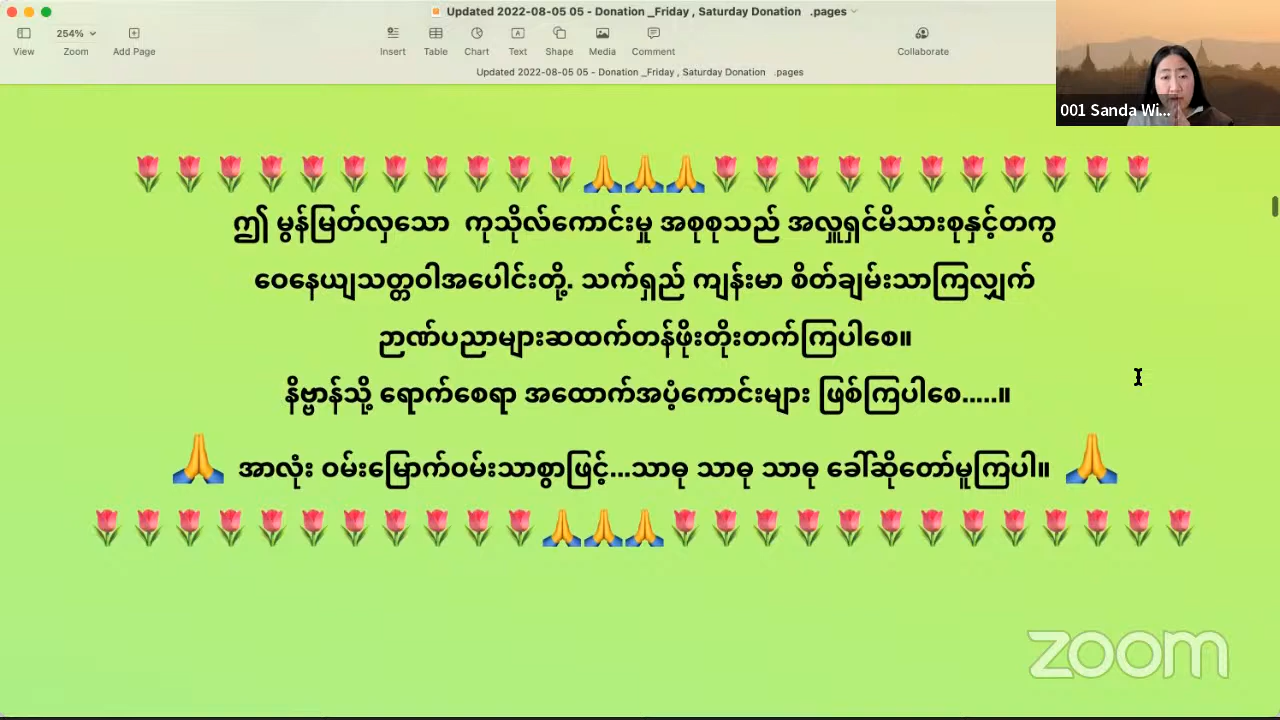 Updated 2022-08-05 05 - Donation _Friday , Saturday Donation .pages
254%
View Zoom Add Page Insert Table Chart Text Shape Media Comment Collaborate
Updated 2022-08-05 05 - Donation _Friday , Saturday Donation .pages
001 Sanda Wi...
ဤ မွန်မြတ်လှသော ကုသိုလ်ကောင်းမှု အစုစုသည် အလှူရှင်မိသားစုနှင့်တကွ
ဝေနေယျသတ္တဝါအပေါင်းတို့. သက်ရှည် ကျန်းမာ စိတ်ချမ်းသာကြလျှက်
ဉာဏ်ပညာများဆထက်တန်ဖိုးတိုးတက်ကြပါစေ။
နိဗ္ဗာန်သို့ ရောက်စေရာ အထောက်အပံ့ကောင်းများ ဖြစ်ကြပါစေ.....။
အာလုံး ဝမ်းမြောက်ဝမ်းသာစွာဖြင့်...သာဓု သာဓု သာဓု ခေါ်ဆိုတော်မူကြပါ။
zoom